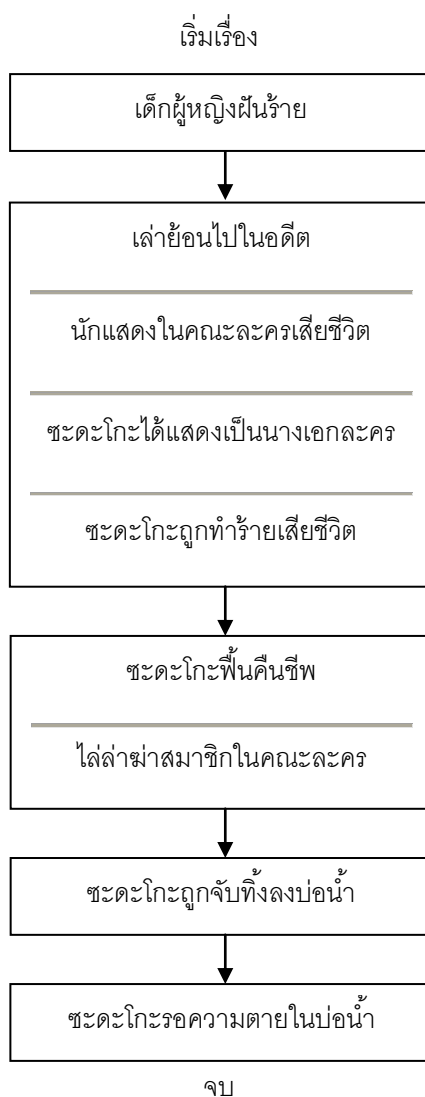 เริ่มเรื่อง
เด็กผู้หญิงฝันร้าย
เล่าย้อนไปในอดีต
นักแสดงในคณะละครเสียชีวิต
ซะดะโกะได้แสดงเป็นนางเอกละคร
ซะดะโกะถูกทำร้ายเสียชีวิต
ซะดะโกะฟื้นคืนชีพ
ไล่ล่าฆ่าสมาชิกในคณะละคร
ซะดะโกะถูกจับทิ้งลงบ่อน้ำ
ซะดะโกะรอความตายในบ่อน้ำ
จบ